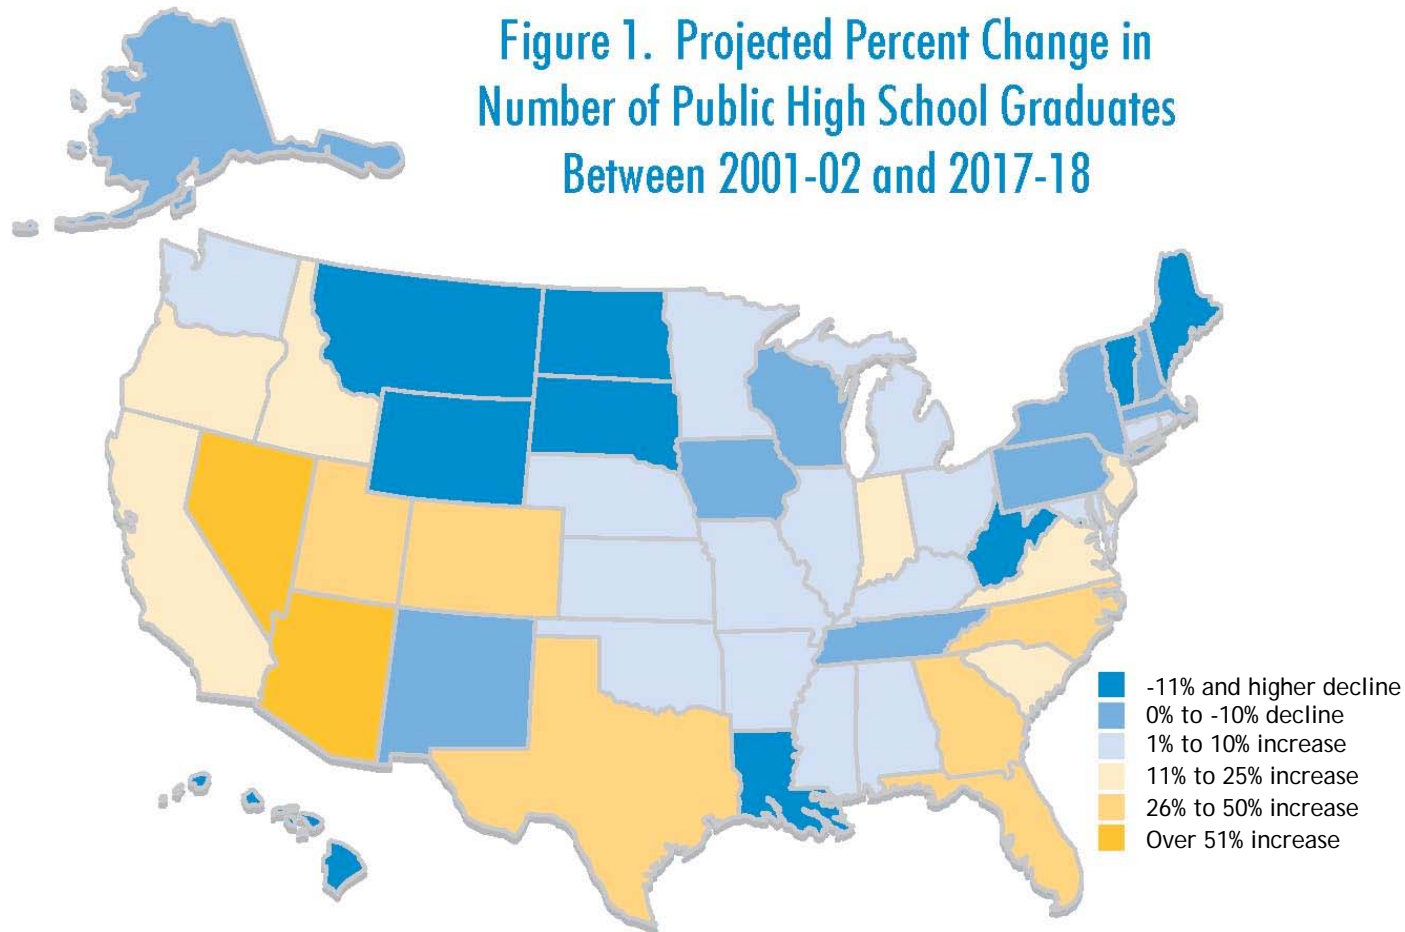 Figure 1. Projected Percent Change in
Number of Public High School Graduates
Between 2001-02 and 2017-18
-11% and higher decline
0% to -10% decline
1% to 10% increase
11% to 25% increase
26% to 50% increase
Over 51% increase